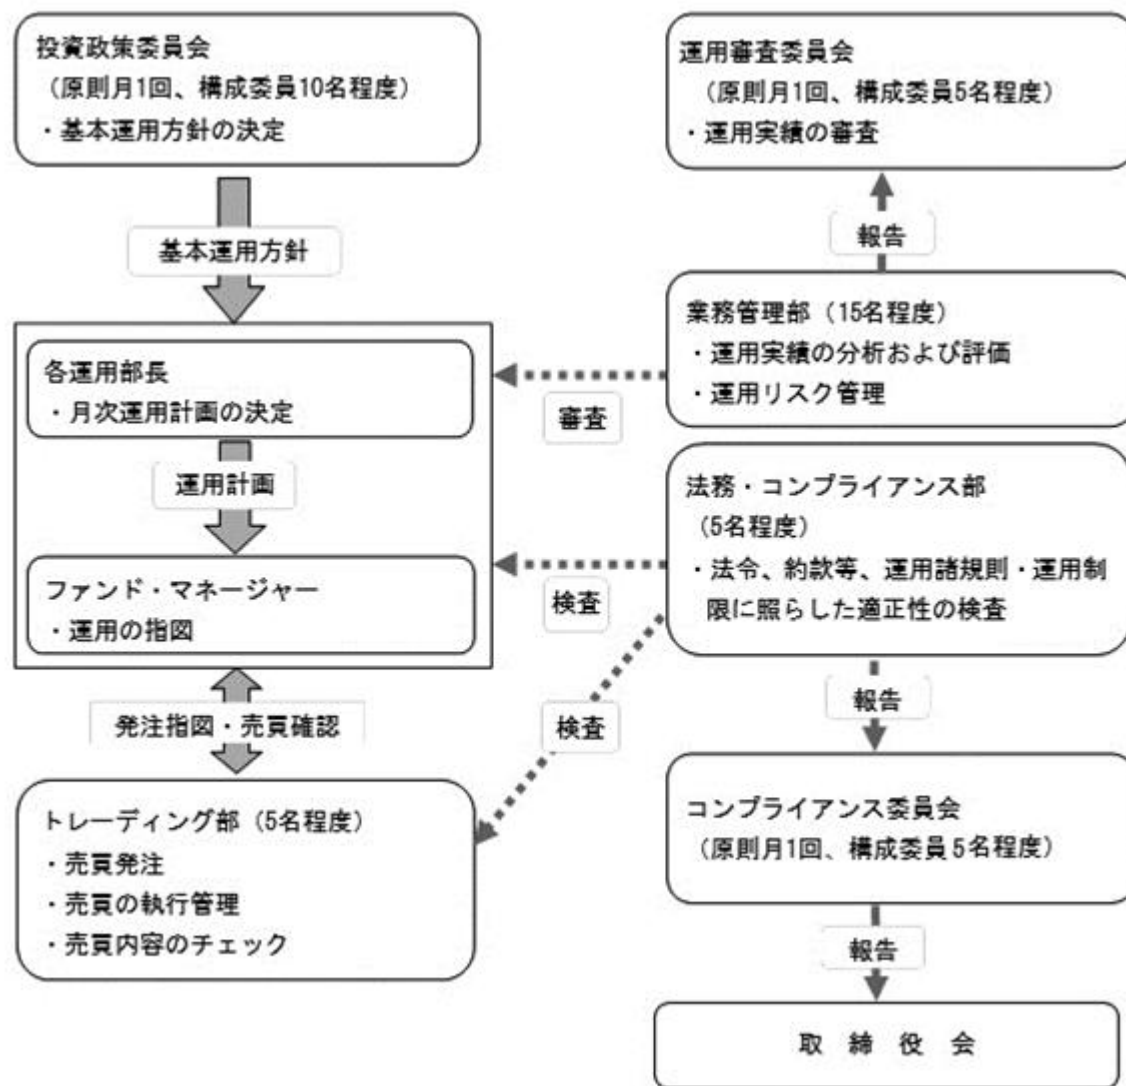 投資政策委員会
（原則月1回、構成委員10名程度）
・基本運用方針の決定
基本運用方針
各運用部長
・月次運用計画の決定
運用計画
ファンド・マネージャー
・運用の指図
発注指図・売買確認
トレーディング部（5名程度）
・売買発注
・売買の執行管理
・売買内容のチェック
運用審査委員会
（原則月1回、構成委員5名程度）
・運用実績の審査
報告
業務管理部（15名程度）
・運用実績の分析および評価
・運用リスク管理
審査
法務・コンプライアンス部
（5名程度）
・法令、約款等、運用諸規則・運用制
限に照らした適正性の検査
検査
検査
報告
コンプライアンス委員会
（原則月1回、構成委員5名程度）
報告
取　締　役　会